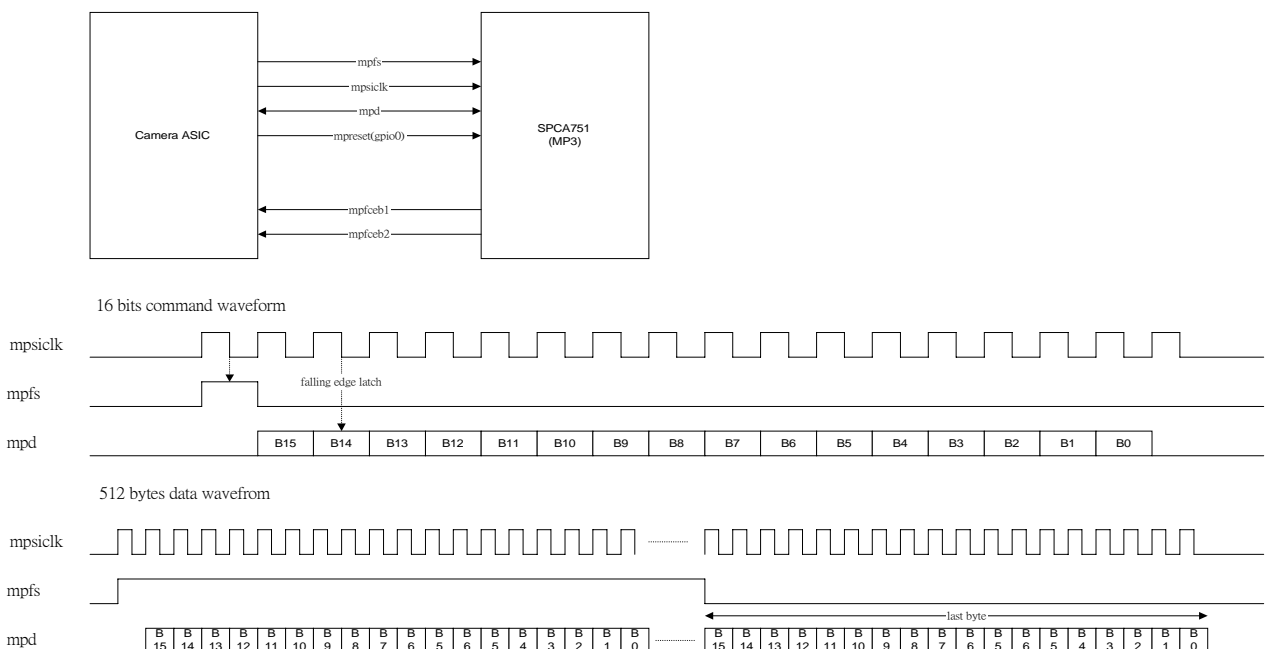 mpfs
mpsiclk
mpd
mpreset(gpio0)
Camera ASIC
SPCA751
(MP3)
mpfceb1
mpfceb2
16 bits command waveform
mpsiclk
mpfs
falling edge latch
mpd
B15 B14 B13 B12 B11 B10 B9 B8 B7 B6 B5 B4 B3 B2 B1 B0
512 bytes data wavefrom
mpsiclk
mpfs
last byte
mpd
B B B B B B B B B B B B B B B B B B B B B B B B B B B B B B B B B B B B
15 14 13 12 11 10 9 8 7 6 5 6 5 4 3 2 1 0 15 14 13 12 11 10 9 8 7 6 5 6 5 4 3 2 1 0